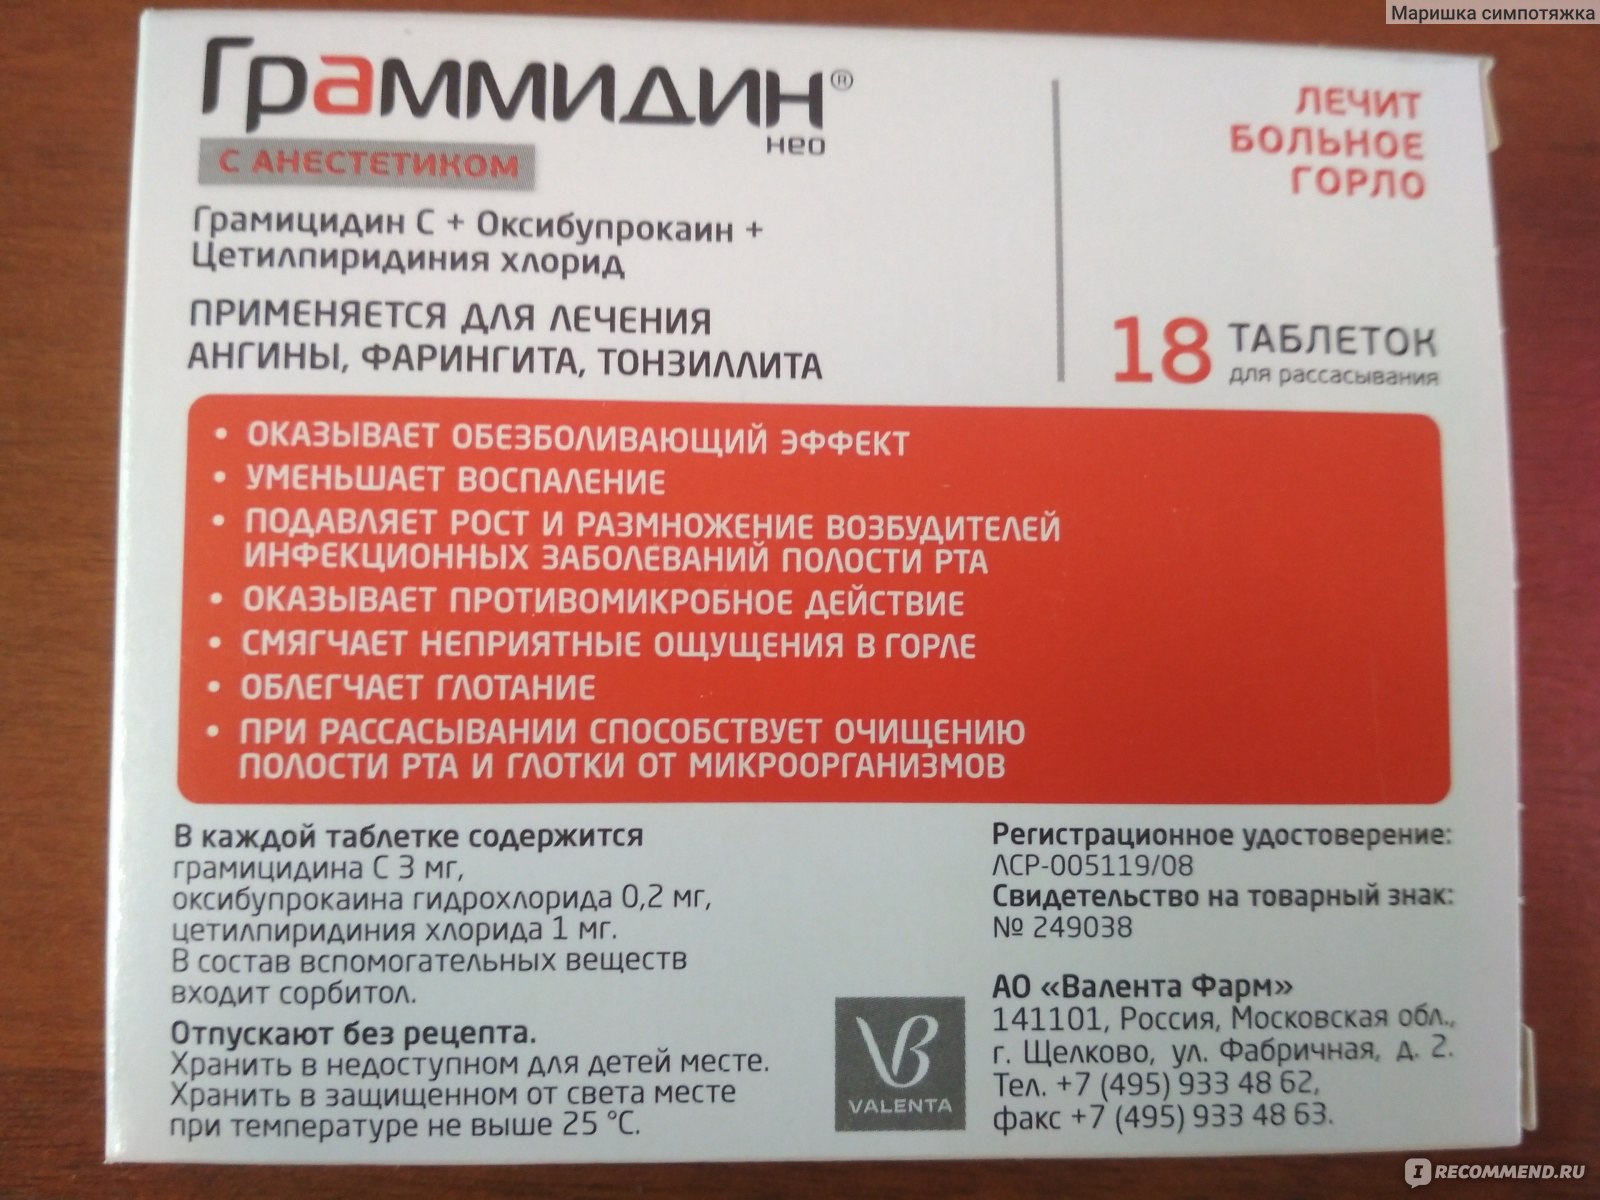 Маришка симпотяжка
Граммидин®
нео
С АНЕСТЕТИКОМ
Грамицидин С + Оксибупрокаин +
Цетилпиридиния хлорид
ПРИМЕНЯЕТСЯ ДЛЯ ЛЕЧЕНИЯ
АНГИНЫ, ФАРИНГИТА, ТОНЗИЛЛИТА
ЛЕЧИТ
БОЛЬНОЕ
ГОРЛО
18 ТАБЛЕТОК
для рассасывания
• ОКАЗЫВАЕТ ОБЕЗБОЛИВАЮЩИЙ ЭФФЕКТ
• УМЕНЬШАЕТ ВОСПАЛЕНИЕ
• ПОДАВЛЯЕТ РОСТ И РАЗМНОЖЕНИЕ ВОЗБУДИТЕЛЕЙ
ИНФЕКЦИОННЫХ ЗАБОЛЕВАНИЙ ПОЛОСТИ РТА
• ОКАЗЫВАЕТ ПРОТИВОМИКРОБНОЕ ДЕЙСТВИЕ
• СМЯГЧАЕТ НЕПРИЯТНЫЕ ОЩУЩЕНИЯ В ГОРЛЕ
• ОБЛЕГЧАЕТ ГЛОТАНИЕ
• ПРИ РАССАСЫВАНИИ СПОСОБСТВУЕТ ОЧИЩЕНИЮ
ПОЛОСТИ РТА И ГЛОТКИ ОТ МИКРООРГАНИЗМОВ
В каждой таблетке содержится
грамицидина С 3 мг,
оксибупрокаина гидрохлорида 0,2 мг,
цетилпиридиния хлорида 1 мг.
В состав вспомогательных веществ
входит сорбитол.
Отпускают без рецепта.
Хранить в недоступном для детей месте.
Хранить в защищенном от света месте
при температуре не выше 25 °С.
VALENTA
Регистрационное удостоверение:
ЛСР-005119/08
Свидетельство на товарный знак:
№ 249038
АО «Валента Фарм»
141101, Россия, Московская обл.,
г. Щелково, ул. Фабричная, д. 2.
Тел. +7 (495) 933 48 62,
факс +7 (495) 933 48 63.
IRECOMMEND.RU